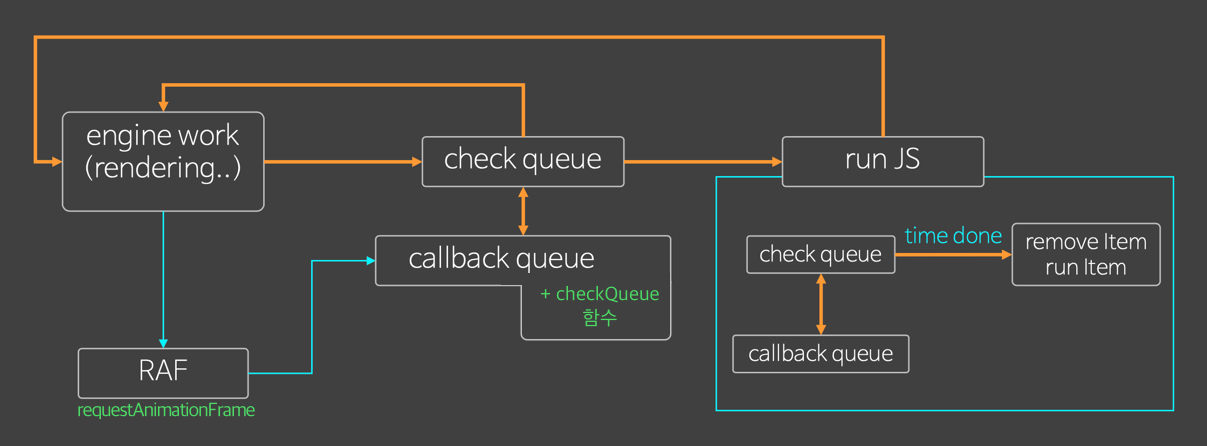 engine work
(rendering..)
check queue
run JS
callback queue
+ checkQueue
함수
RAF
requestAnimationFrame
check queue
time done
remove Item
run Item
callback queue